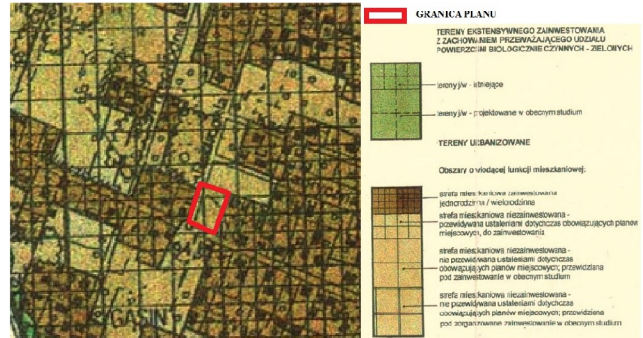 GĄSIN
GRANICA PLANU
TERENY EKSTENSYWNEGO ZAINWESTOWANIA
Z ZACHOWANIEM PRZEWAŻAJĄCEGO UDZIAŁU
POWIERZCHNI BIOLOGICZNIE CZYNNYCH - ZIELONYCH
tereny j/w - istniejące
tereny j/w - projektowane w obecnym studium
TERENY URBANIZOWANE
Obszary o wiodącej funkcji mieszkaniowej:
strefa mieszkaniowa zainwestowana
jednorodzinna / wielorodzinna
strefa mieszkaniowa niezainwestowana -
przewidywana ustaleniami dotychczas obowiązujących planów
miejscowych, do zainwestowania
strefa mieszkaniowa niezainwestowana -
nie przewidywana ustaleniami dotychczas
obowiązujących planów miejscowych; przewidziana
pod zainwestowanie w obecnym studium
strefa mieszkaniowa niezainwestowana -
nie przewidywana ustaleniami dotychczas
obowiązujących planów miejscowych; przewidziana
pod zorganizowane zainwestowanie w obecnym studium